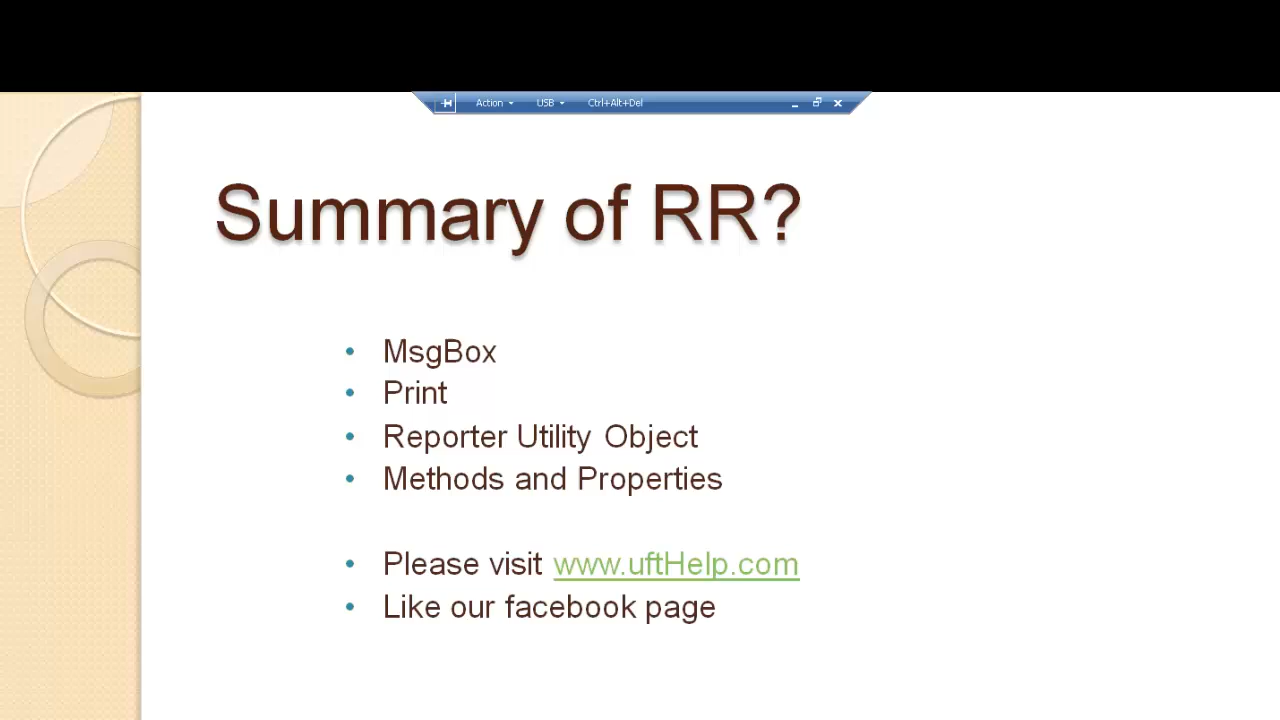 Action USB Ctrl+Alt+Del
Summary of RR?
• MsgBox
• Print
• Reporter Utility Object
• Methods and Properties
• Please visit www.uftHelp.com
• Like our facebook page